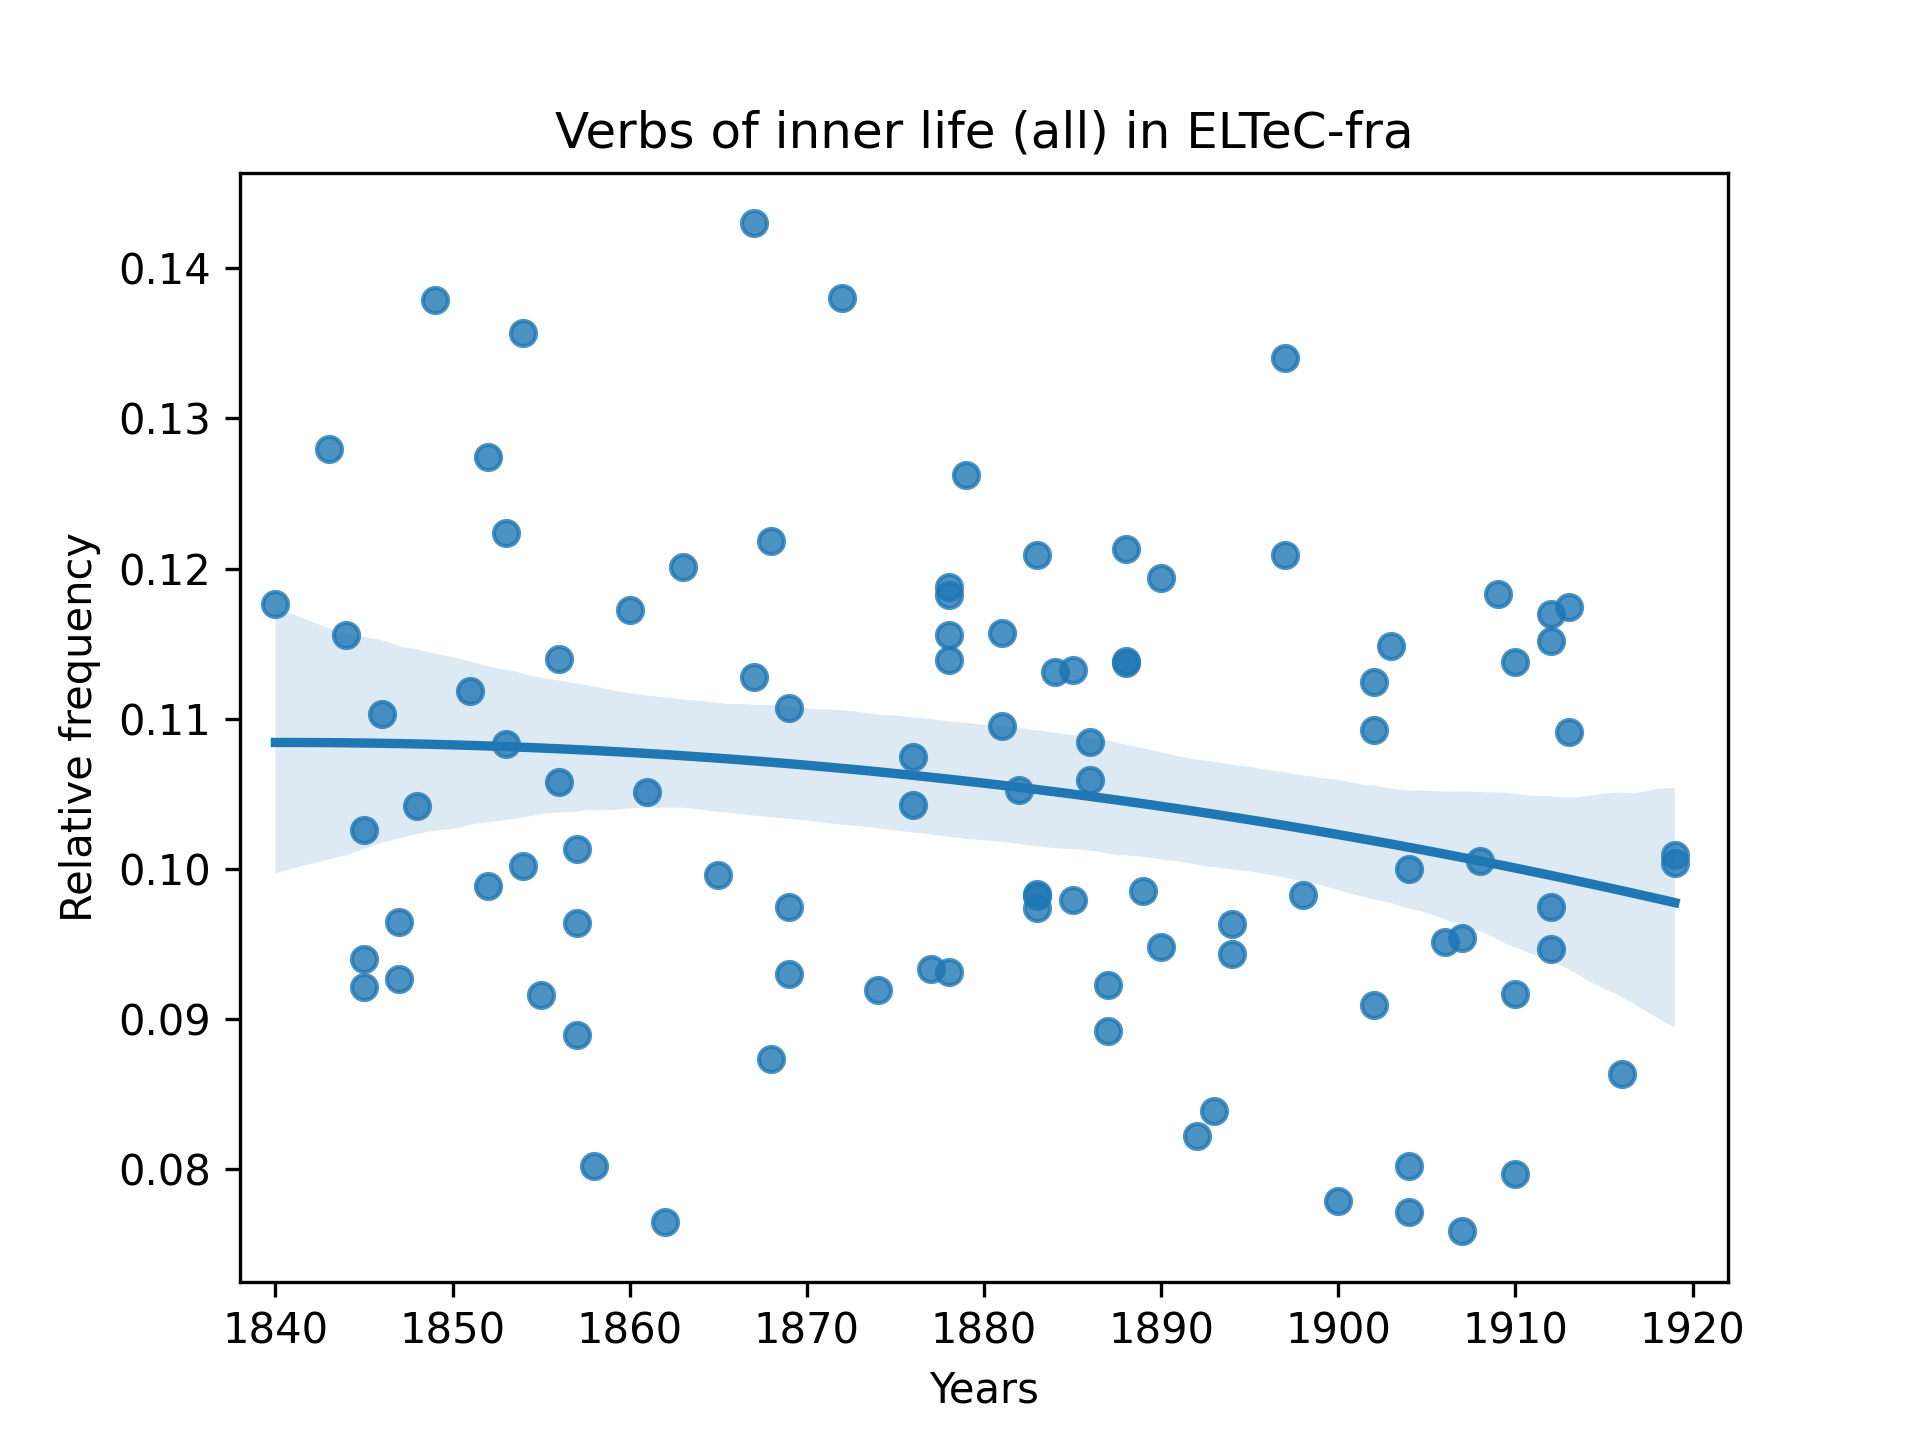 Verbs of inner life (all) in ELTeC-fra
Relative frequency
0.14
0.13
0.12
0.11
0.10
0.09
0.08
1840 1850 1860 1870 1880 1890 1900 1910 1920
Years